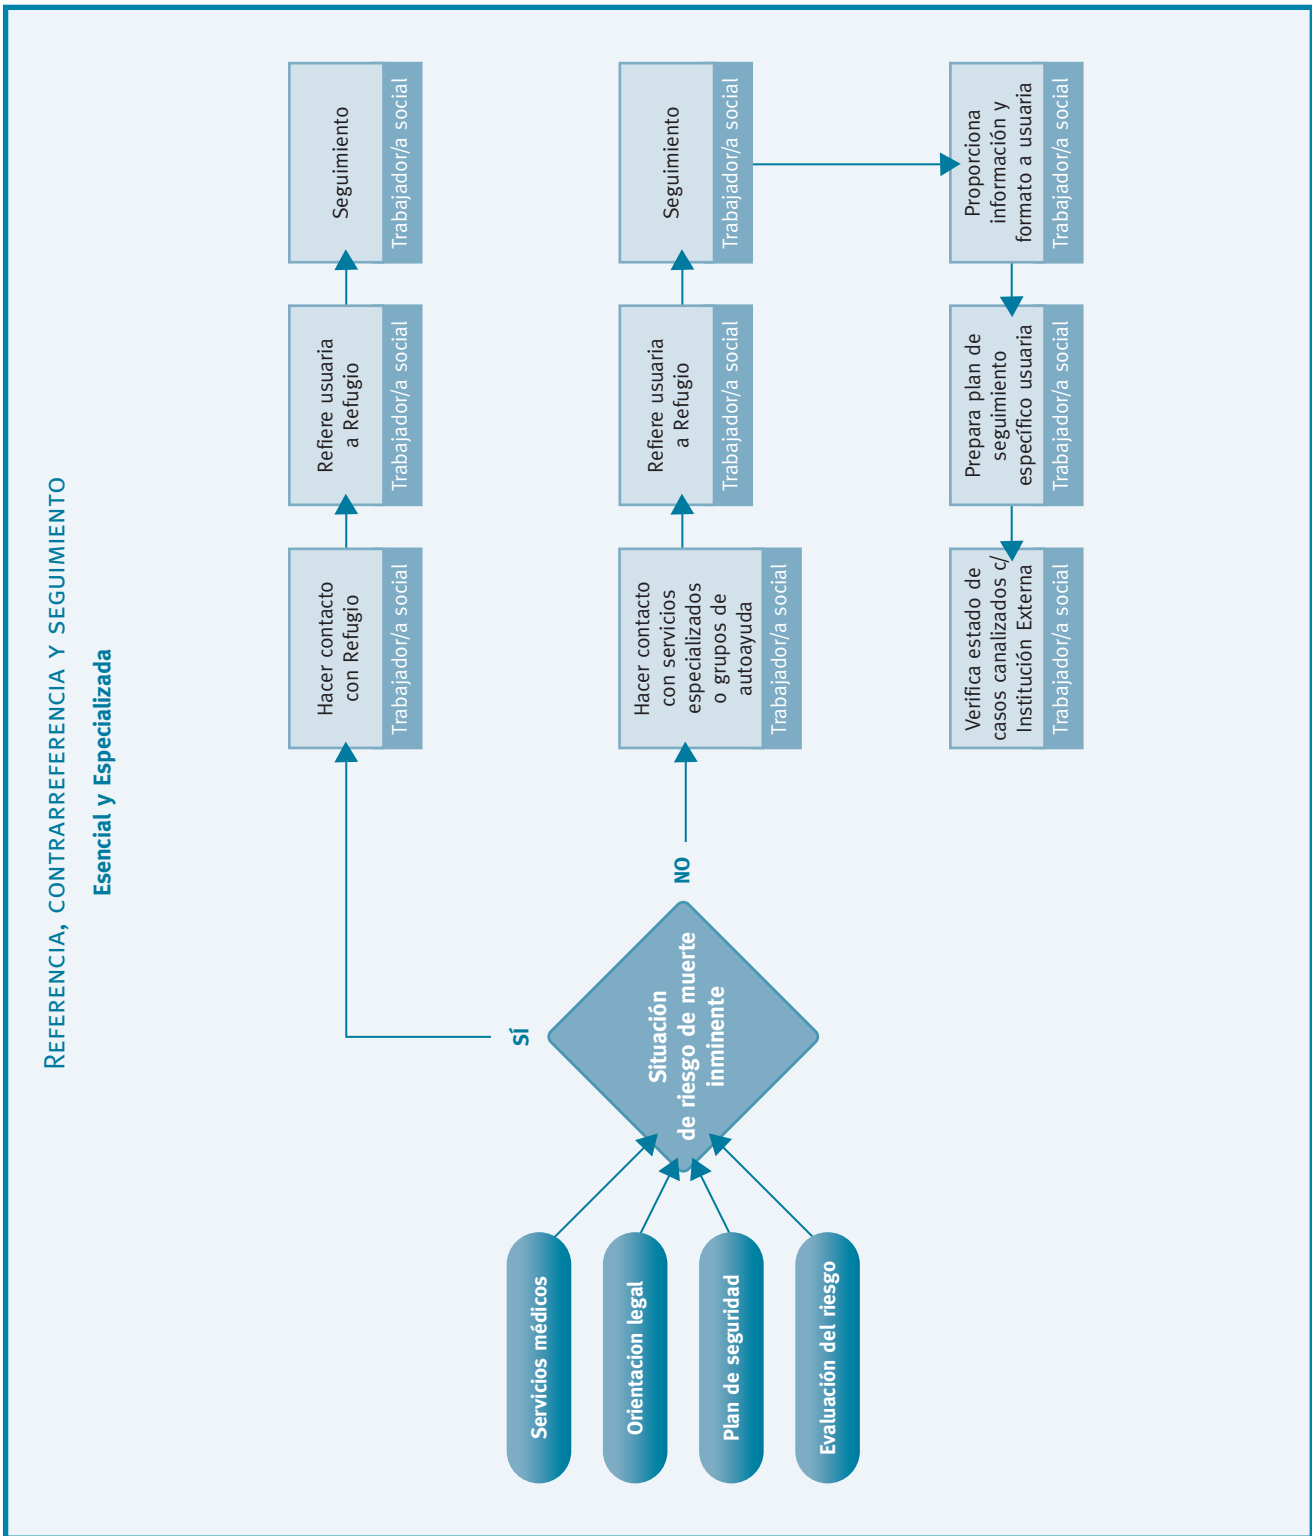 REFERENCIA, CONTRARREFERENCIA Y SEGUIMIENTO
Esencial y Especializada
Servicios médicos
Orientacion legal
Plan de seguridad
Evaluación del riesgo
Situación
de riesgo de muerte
inminente
SÍ
Hacer contacto
con Refugio
Trabajador/a social
Refiere usuaria
a Refugio
Trabajador/a social
Seguimiento
Trabajador/a social
NO
Hacer contacto
con servicios
especializados
o grupos de
autoayuda
Trabajador/a social
Refiere usuaria
a Refugio
Trabajador/a social
Seguimiento
Trabajador/a social
Verifica estado de
casos canalizados c/
Institución Externa
Trabajador/a social
Prepara plan de
seguimiento
específico usuaria
Trabajador/a social
Proporciona
información y
formato a usuaria
Trabajador/a social